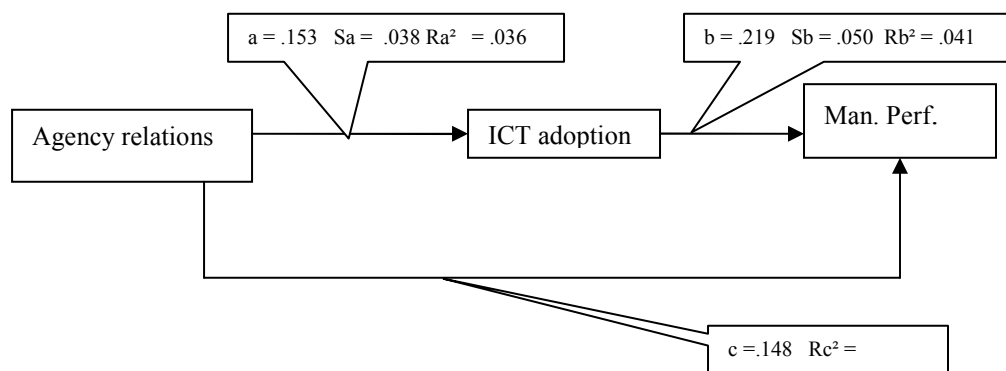 a = .153 Sa = .038 Ra² = .036
b = .219 Sb = .050 Rb² = .041
Agency relations
ICT adoption
Man. Perf.
c =.148 Rc² =